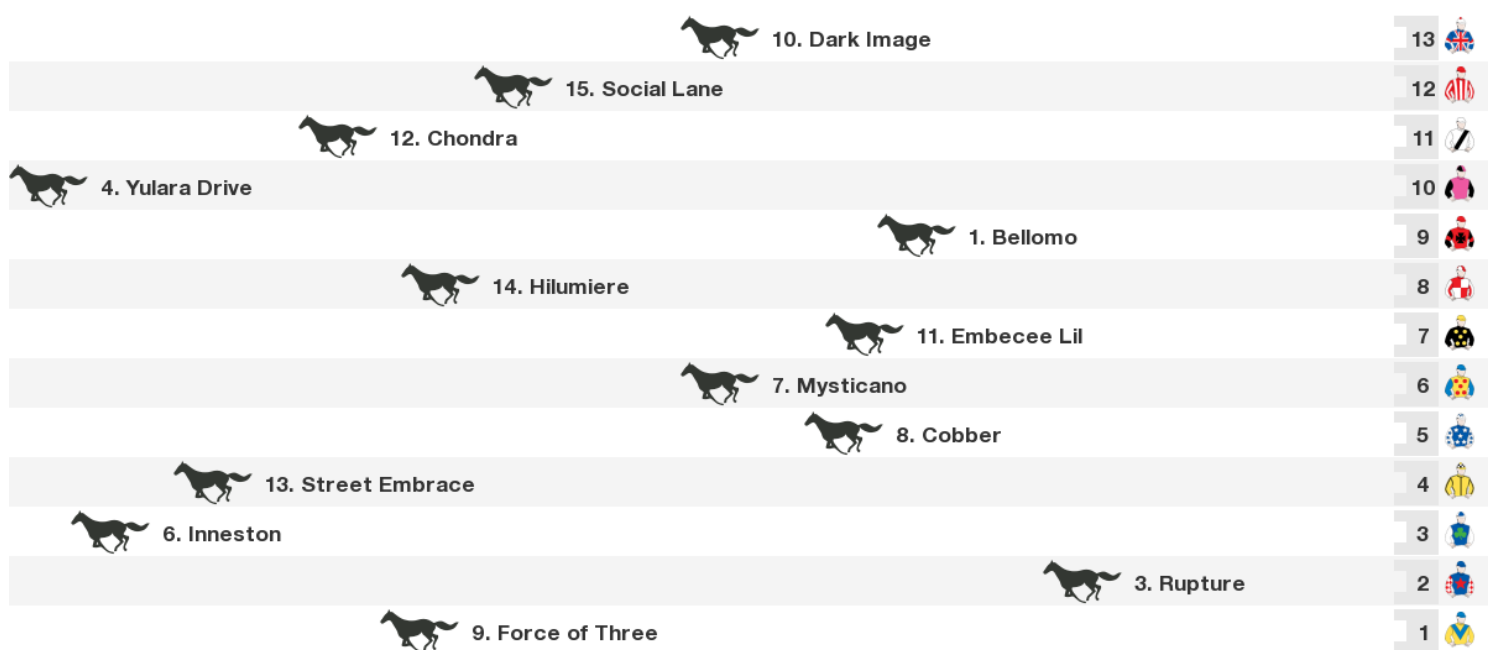 10. Dark Image 13
15. Social Lane 12
12. Chondra 11
4. Yulara Drive 10
1. Bellomo 9
14. Hilumiere 8
11. Embecee Lil 7
7. Mysticano 6
8. Cobber 5
13. Street Embrace 4
6. Inneston 3
3. Rupture 2
9. Force of Three 1